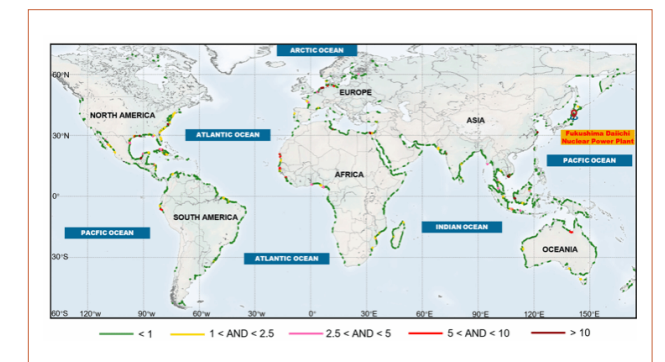 ARCTIC OCEAN
60°N
EUROPE
NORTH AMERICA
ASIA
30°N
ATLANTIC OCEAN
Fukushima Daiichi
Nuclear Power Plant
PACIFIC OCEAN
AFRICA
0°
SOUTH AMERICA
PACFIC OCEAN
INDIAN OCEAN
OCEANIA
30°S
ATLANTIC OCEAN
60°S 120°w 90°w 60°w 30°w 0° 30°E 60°E 90°E 120°E 150°E
< 1 1 < AND < 2.5 2.5 < AND < 5 5 < AND < 10 > 10